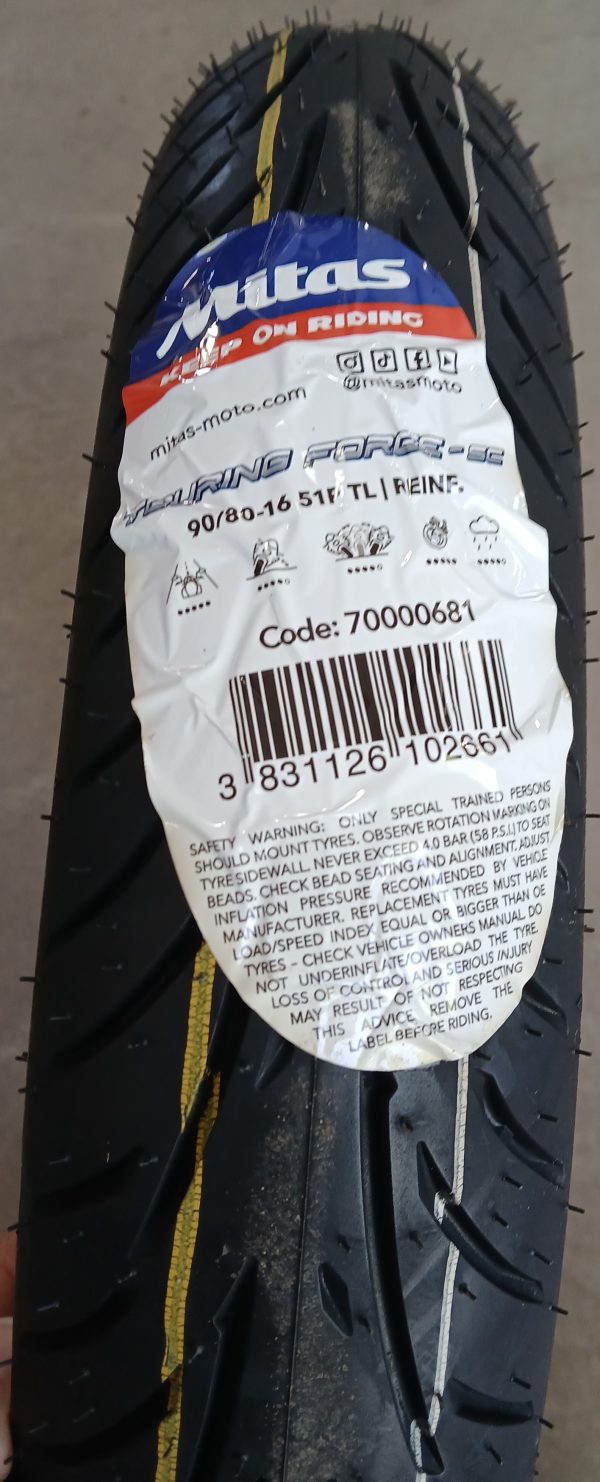 Mitas
KEEP ON RIDING
@mitasmoto
mitas-moto.com
TOURING FORCE-SC
90/80-16 51P TL | REINF.
Code: 70000681
3 831126 102661
SAFETY WARNING: ONLY SPECIAL TRAINED PERSONS
SHOULD MOUNT TYRES. OBSERVE ROTATION MARKING ON
TYRE SIDEWALL. NEVER EXCEED 4.0 BAR (58 P.S.I.) TO SEAT
BEADS. CHECK BEAD SEATING AND ALIGNMENT. ADJUST
INFLATION PRESSURE RECOMMENDED BY VEHICLE
MANUFACTURER. REPLACEMENT TYRES MUST HAVE
LOAD/SPEED INDEX EQUAL OR BIGGER THAN OE
TYRES - CHECK VEHICLE OWNERS MANUAL. DO
NOT UNDERINFLATE/OVERLOAD THE TYRE.
LOSS OF CONTROL AND SERIOUS INJURY
MAY RESULT OF NOT RESPECTING
THIS ADVICE. REMOVE THE
LABEL BEFORE RIDING.